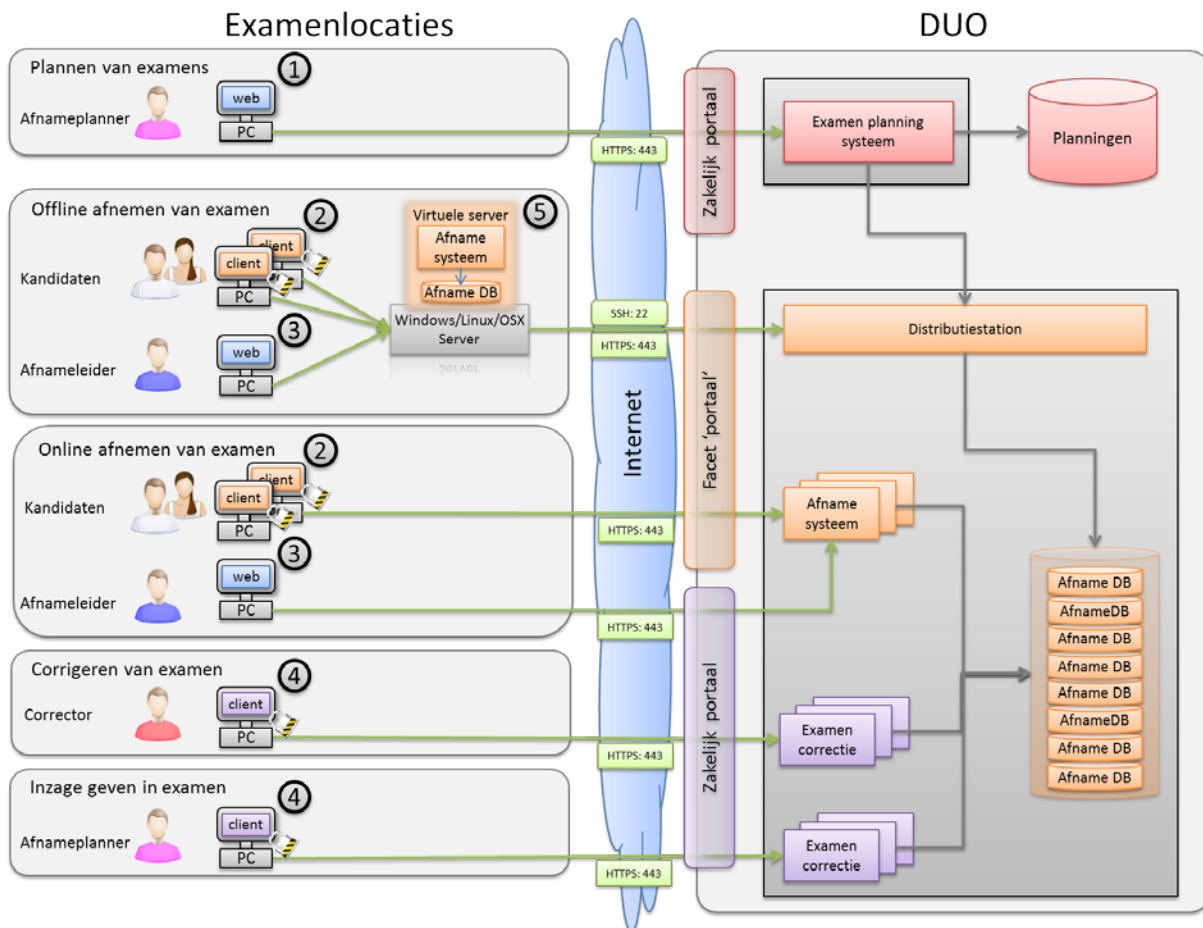 Examenlocaties
DUO
Plannen van examens
1
Afnameplanner
web
PC
HTTPS: 443
Zakelijk portaal
Examen planning
systeem
Planningen
Offline afnemen van examen
2
Kandidaten
client
client
PC
3
Afnameleider
web
PC
5
Virtuele server
Afname
systeem
Afname DB
Windows/Linux/OSX
Server
SSH: 22
HTTPS: 443
Internet
Facet ‘portaal’
Distributiestation
Online afnemen van examen
2
Kandidaten
client
client
PC
HTTPS: 443
Afname
systeem
3
Afnameleider
web
PC
HTTPS: 443
Afname DB
AfnameDB
Afname DB
Afname DB
Afname DB
AfnameDB
Afname DB
Afname DB
Corrigeren van examen
4
Corrector
client
PC
HTTPS: 443
Zakelijk portaal
Examen
correctie
Inzage geven in examen
4
Afnameplanner
client
PC
HTTPS: 443
Examen
correctie